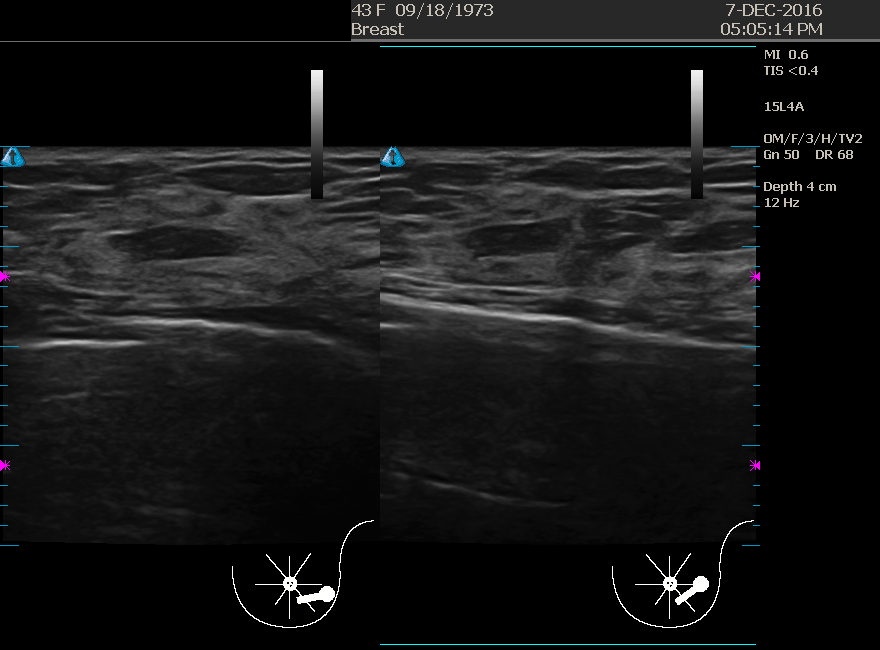 43 F 09/18/1973 7-DEC-2016
Breast 05:05:14 PM
MI 0.6
TIS <0.4
15L4A
OM/F/3/H/TV2
Gn 50 DR 68
Depth 4 cm
12 Hz